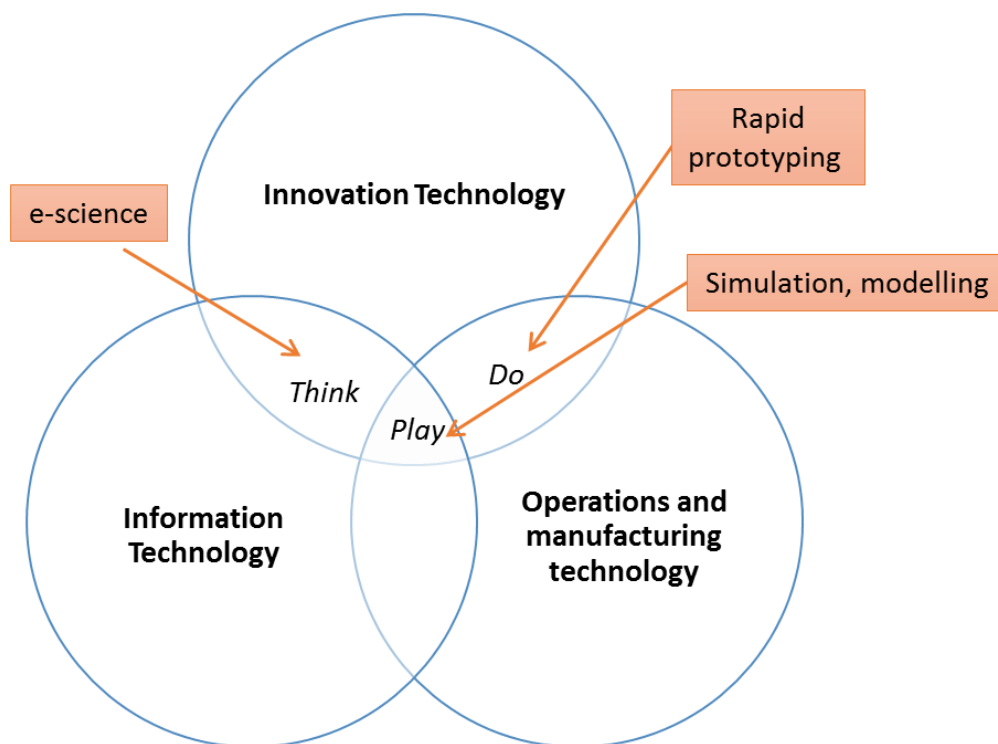 Rapid
prototyping
Innovation Technology
e-science
Simulation, modelling
Think
Do
Play
Information
Technology
Operations and
manufacturing
technology